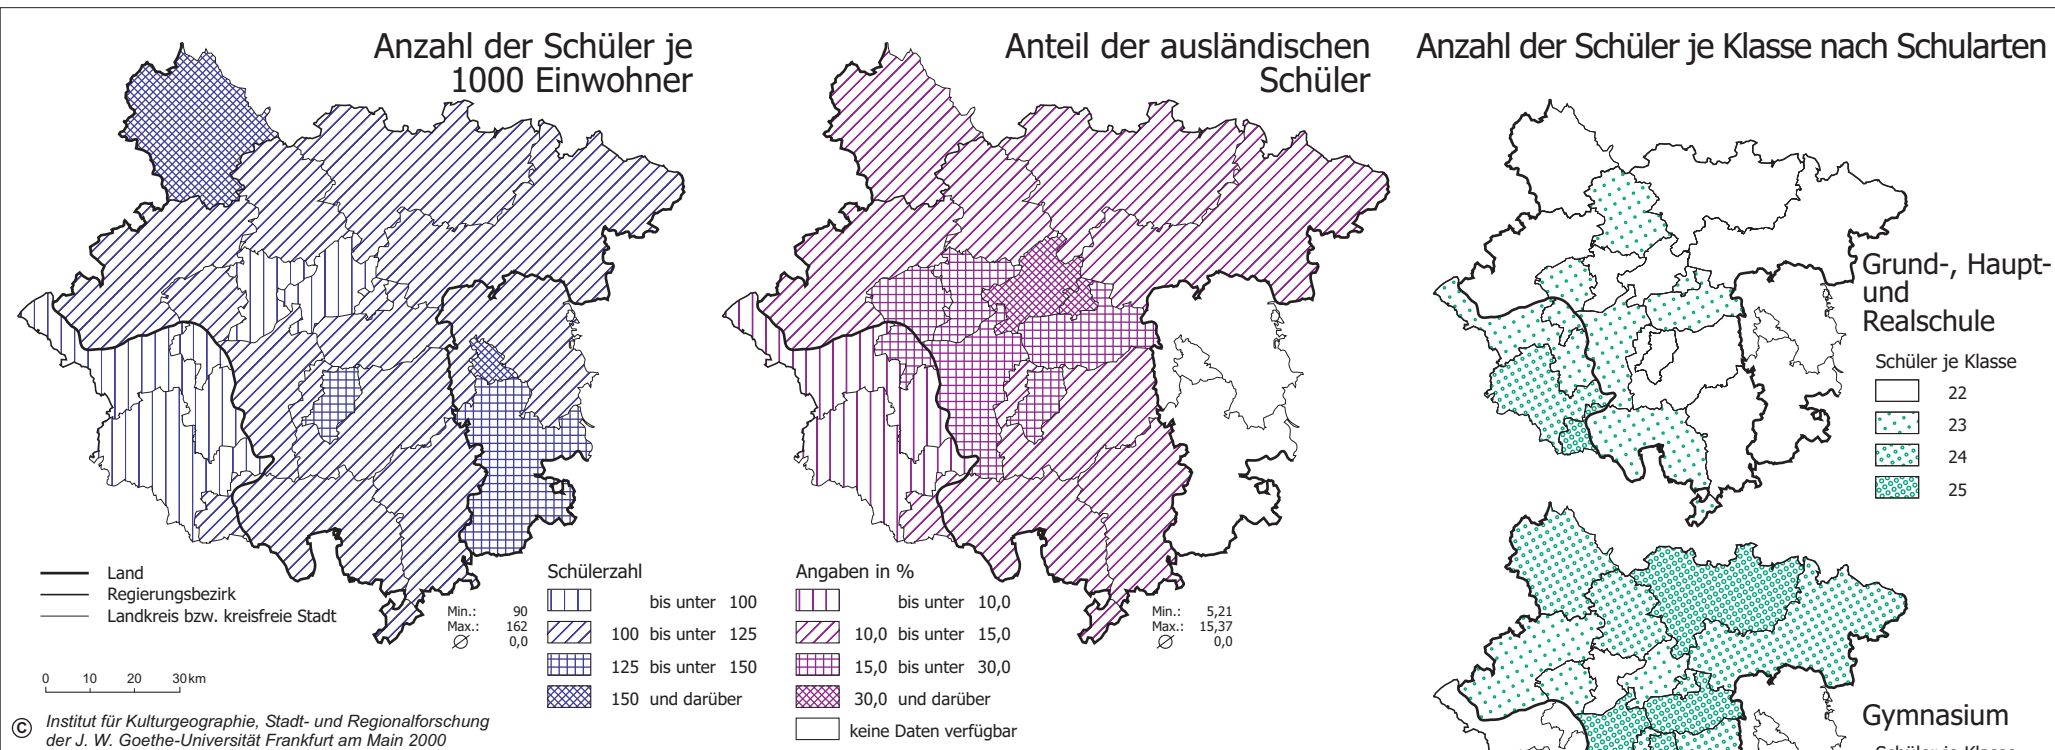 Anzahl der Schüler je
1000 Einwohner
Land
Regierungsbezirk
Landkreis bzw. kreisfreie Stadt
0 10 20 30 km
Min.: 90
Max.: 162
∅ 0,0
Schülerzahl
bis unter 100
100 bis unter 125
125 bis unter 150
150 und darüber
© Institut für Kulturgeographie, Stadt- und Regionalforschung
der J. W. Goethe-Universität Frankfurt am Main 2000
Anteil der ausländischen
Schüler
Angaben in %
bis unter 10,0
10,0 bis unter 15,0
15,0 bis unter 30,0
30,0 und darüber
keine Daten verfügbar
Min.: 5,21
Max.: 15,37
∅ 0,0
Anzahl der Schüler je Klasse nach Schularten
Grund-, Haupt-
und
Realschule
Schüler je Klasse
22
23
24
25
Gymnasium
Schüler je Klasse